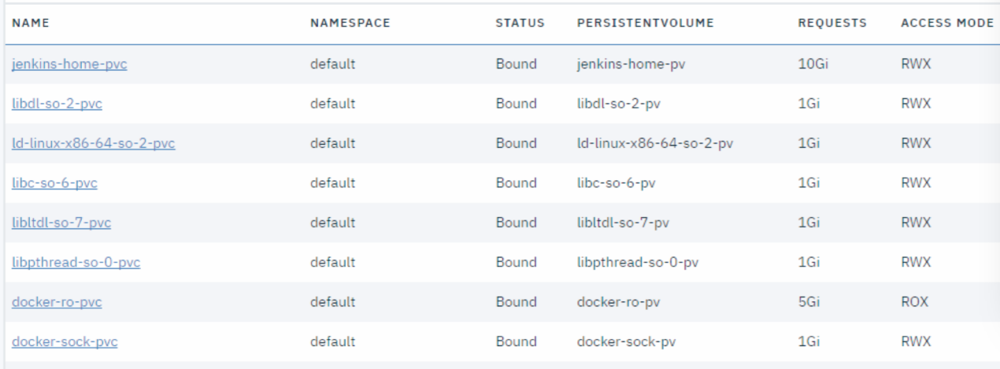 NAME NAMESPACE STATUS PERSISTENTVOLUME REQUESTS ACCESS MODE
jenkins-home-pvc default Bound jenkins-home-pv 10Gi RWX
libdl-so-2-pvc default Bound libdl-so-2-pv 1Gi RWX
ld-linux-x86-64-so-2-pvc default Bound ld-linux-x86-64-so-2-pv 1Gi RWX
libc-so-6-pvc default Bound libc-so-6-pv 1Gi RWX
libltdl-so-7-pvc default Bound libltdl-so-7-pv 1Gi RWX
libpthread-so-0-pvc default Bound libpthread-so-0-pv 1Gi RWX
docker-ro-pvc default Bound docker-ro-pv 5Gi ROX
docker-sock-pvc default Bound docker-sock-pv 1Gi RWX